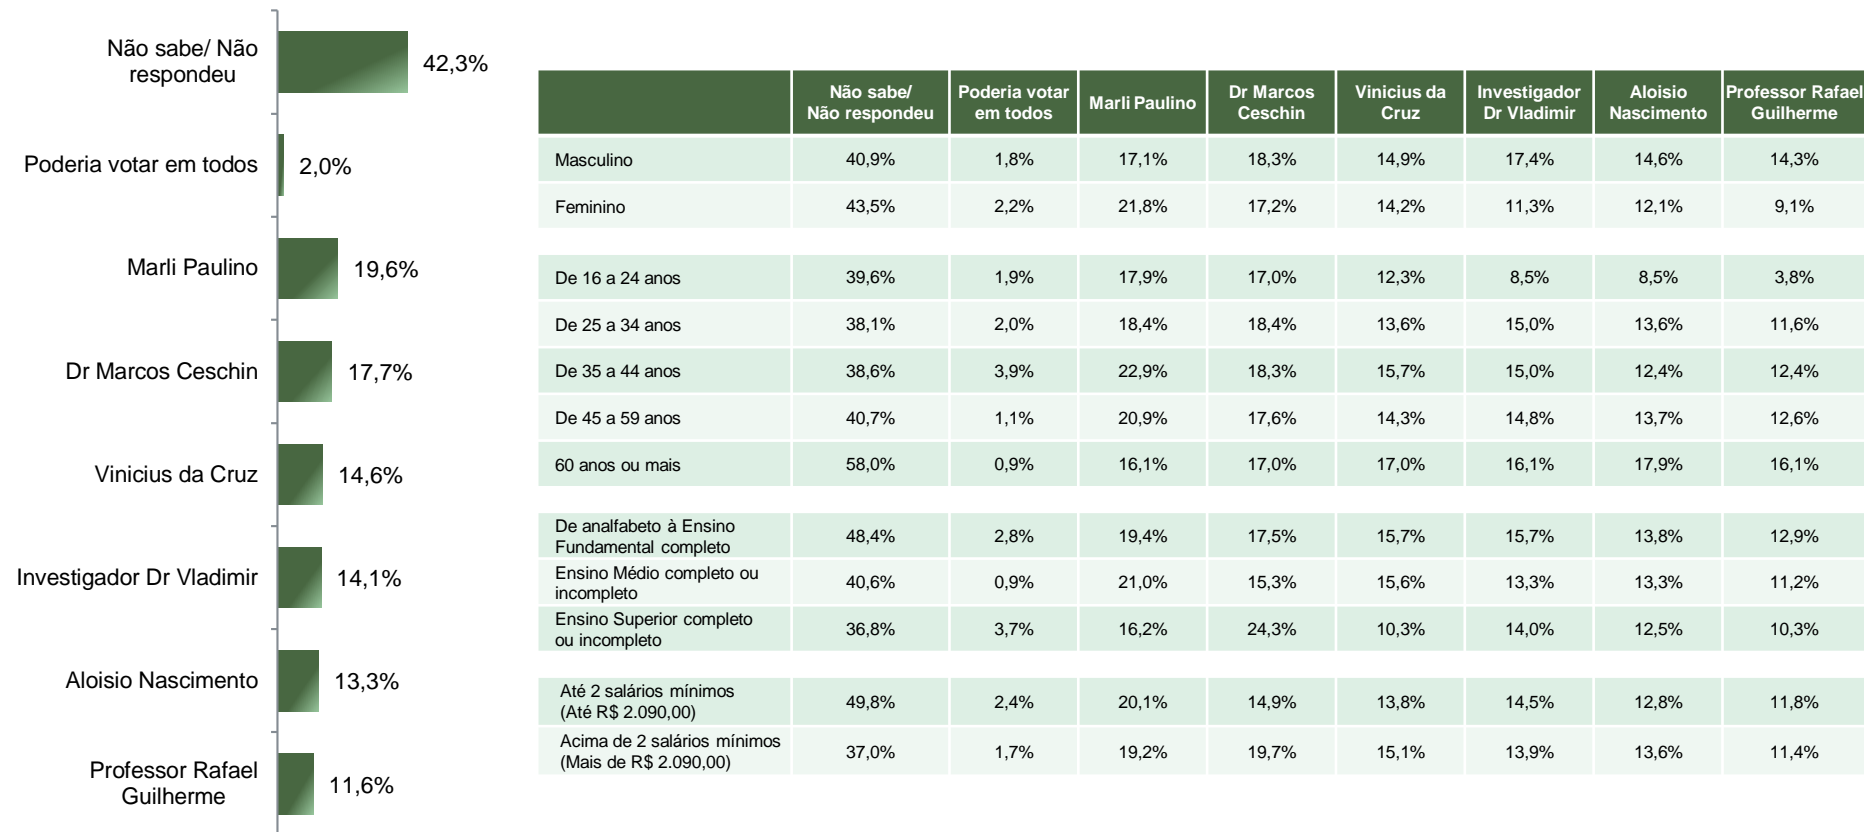 Não sabe/ Não
respondeu
42,3%
Poderia votar em todos
2,0%
Marli Paulino
19,6%
Dr Marcos Ceschin
17,7%
Vinicius da Cruz
14,6%
Investigador Dr Vladimir
14,1%
Aloisio Nascimento
13,3%
Professor Rafael
Guilherme
11,6%
Não sabe/
Não respondeu
Poderia votar
em todos
Marli Paulino
Dr Marcos
Ceschin
Vinicius da
Cruz
Investigador
Dr Vladimir
Aloisio
Nascimento
Professor Rafael
Guilherme
Masculino 40,9% 1,8% 17,1% 18,3% 14,9% 17,4% 14,6% 14,3%
Feminino 43,5% 2,2% 21,8% 17,2% 14,2% 11,3% 12,1% 9,1%
De 16 a 24 anos 39,6% 1,9% 17,9% 17,0% 12,3% 8,5% 8,5% 3,8%
De 25 a 34 anos 38,1% 2,0% 18,4% 18,4% 13,6% 15,0% 13,6% 11,6%
De 35 a 44 anos 38,6% 3,9% 22,9% 18,3% 15,7% 15,0% 12,4% 12,4%
De 45 a 59 anos 40,7% 1,1% 20,9% 17,6% 14,3% 14,8% 13,7% 12,6%
60 anos ou mais 58,0% 0,9% 16,1% 17,0% 17,0% 16,1% 17,9% 16,1%
De analfabeto à Ensino
Fundamental completo
48,4% 2,8% 19,4% 17,5% 15,7% 15,7% 13,8% 12,9%
Ensino Médio completo ou
incompleto
40,6% 0,9% 21,0% 15,3% 15,6% 13,3% 13,3% 11,2%
Ensino Superior completo
ou incompleto
36,8% 3,7% 16,2% 24,3% 10,3% 14,0% 12,5% 10,3%
Até 2 salários mínimos
(Até R$ 2.090,00)
49,8% 2,4% 20,1% 14,9% 13,8% 14,5% 12,8% 11,8%
Acima de 2 salários mínimos
(Mais de R$ 2.090,00)
37,0% 1,7% 19,2% 19,7% 15,1% 13,9% 13,6% 11,4%